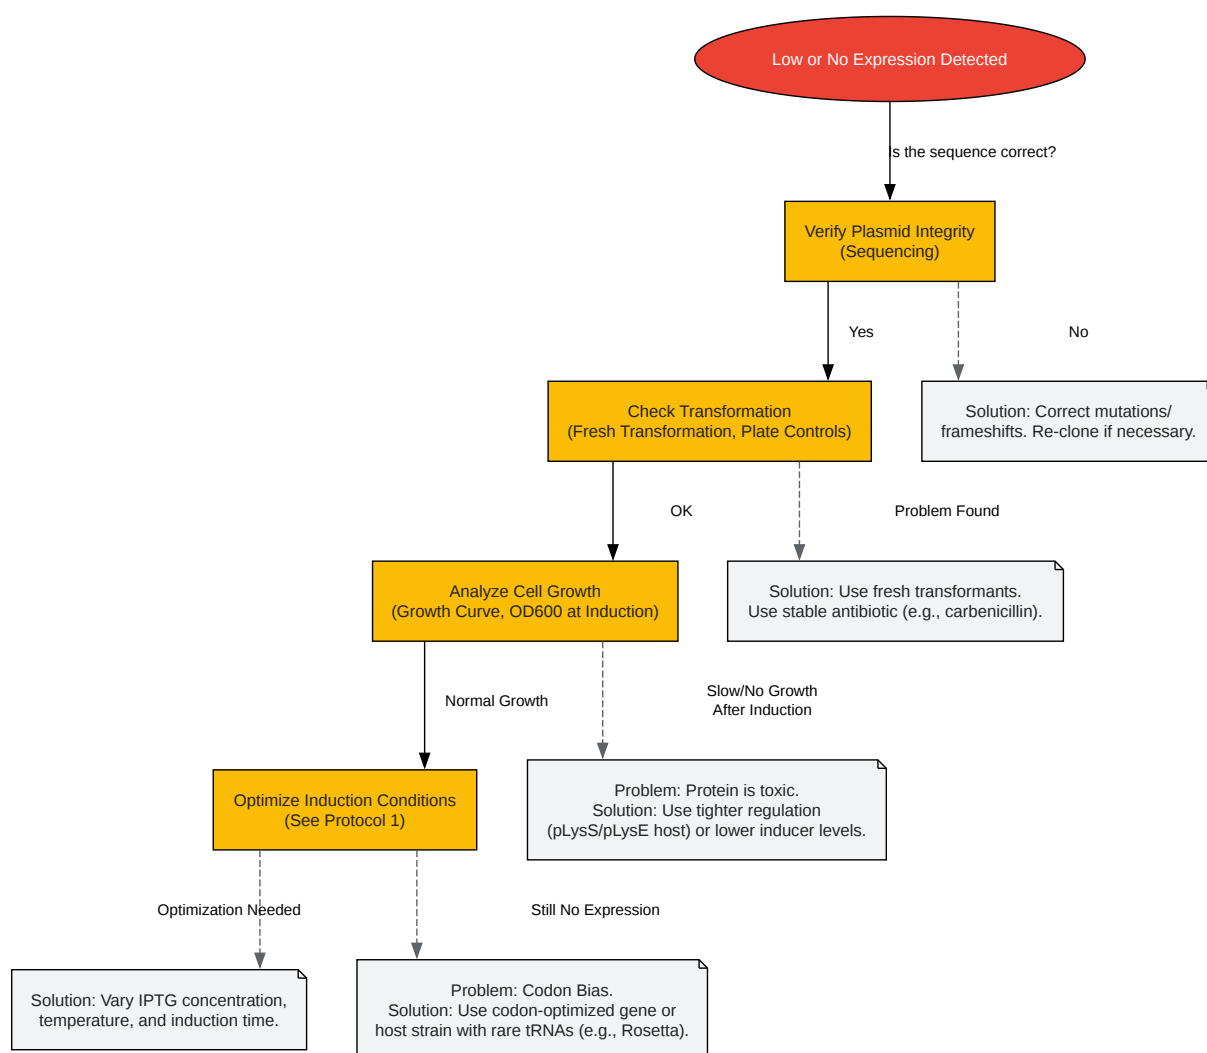 Low or No Expression Detected
Is the sequence correct?
Verify Plasmid Integrity
(Sequencing)
Yes
No
Check Transformation
(Fresh Transformation, Plate Controls)
Solution: Correct mutations/
frameshifts. Re-clone if necessary.
OK
Problem Found
Analyze Cell Growth
(Growth Curve, OD600 at Induction)
Solution: Use fresh transformants.
Use stable antibiotic (e.g., carbenicillin).
Normal Growth
Slow/No Growth
After Induction
Optimize Induction Conditions
(See Protocol 1)
Problem: Protein is toxic.
Solution: Use tighter regulation
(pLysS/pLysE host) or lower inducer levels.
Optimization Needed
Still No Expression
Solution: Vary IPTG concentration,
temperature, and induction time.
Problem: Codon Bias.
Solution: Use codon-optimized gene or
host strain with rare tRNAs (e.g., Rosetta).